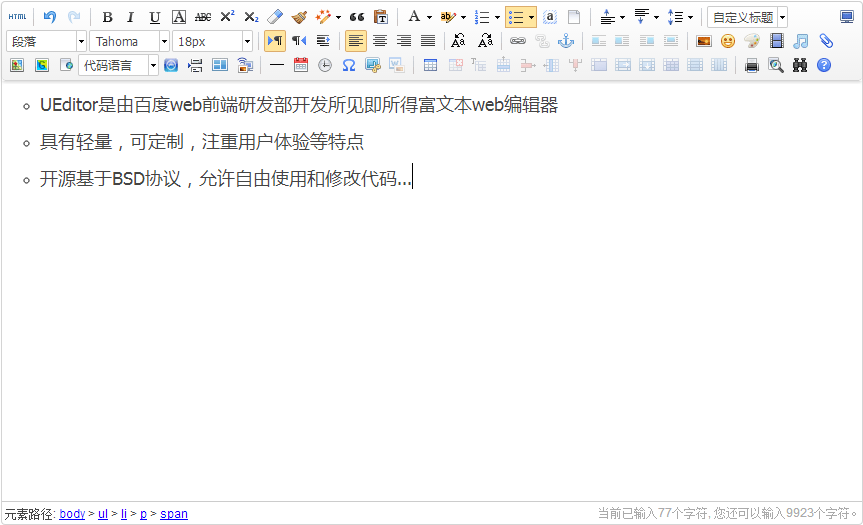 HTML B I U A ABC X² X₂ A ab a 自定义标题
段落 Tahoma 18px A A
代码语言 Ω T W ?
UEditor是由百度web前端研发部开发所见即所得富文本web编辑器
具有轻量，可定制，注重用户体验等特点
开源基于BSD协议，允许自由使用和修改代码...
元素路径: body > ul > li > p > span 当前已输入77个字符, 您还可以输入9923个字符。